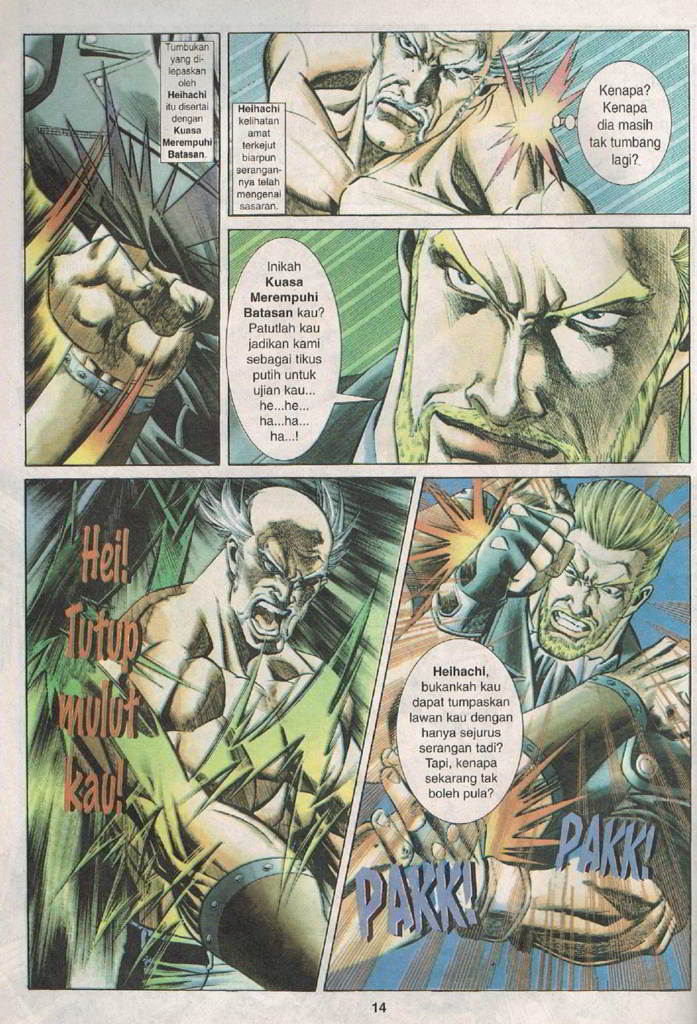 Tumbukan
yang di-
lepaskan
oleh
Heihachi
itu disertai
dengan
Kuasa
Merempuhi
Batasan.
Heihachi
kelihatan
amat
terkejut
biarpun
serangan-
nya telah
mengenai
sasaran.
Kenapa?
Kenapa
dia masih
tak tumbang
lagi?
Inikah
Kuasa
Merempuhi
Batasan kau?
Patutlah kau
jadikan kami
sebagai tikus
putih untuk
ujian kau...
he...he...
ha...ha...
ha...!
Hei!
Tutup
mulut
kau!
Heihachi,
bukankah kau
dapat tumpaskan
lawan kau dengan
hanya sejurus
serangan tadi?
Tapi, kenapa
sekarang tak
boleh pula?
PAKK!
PAKK!
14